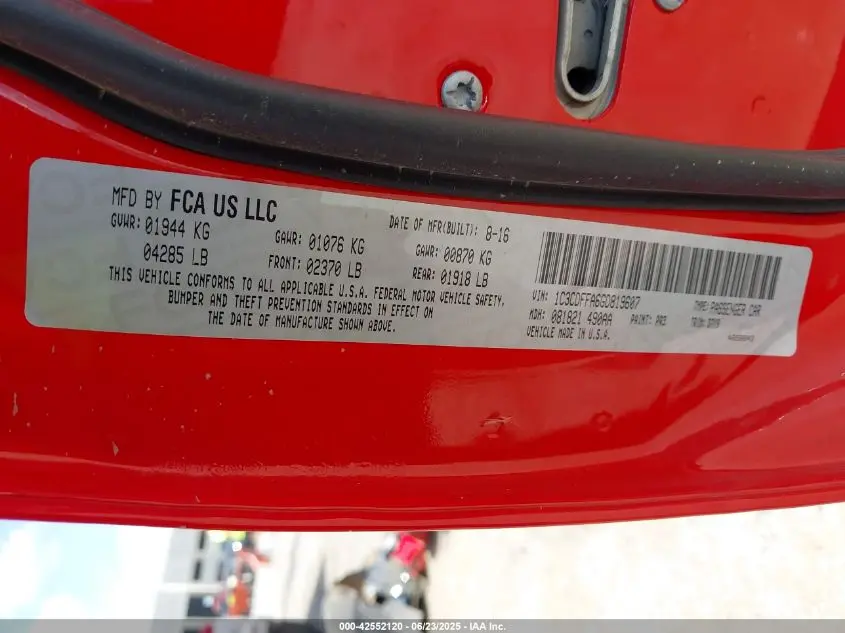 MFD BY FCA US LLC
DATE OF MFR(BUILT): 8-16
GVWR: 01944 KG
GAWR: 01076 KG
GAWR: 00870 KG
04285 LB
FRONT: 02370 LB
REAR: 01918 LB
THIS VEHICLE CONFORMS TO ALL APPLICABLE U.S.A. FEDERAL MOTOR VEHICLE SAFETY,
BUMPER AND THEFT PREVENTION STANDARDS IN EFFECT ON
THE DATE OF MANUFACTURE SHOWN ABOVE.
VIN: 1C3CDFFA6GD819607
TYPE: PASSENGER CAR
MDH: 081821 490AA
PAINT: PR3
TRIM:
VEHICLE MADE IN U.S.A.
000-42552120 - 06/23/2025 - IAA Inc.